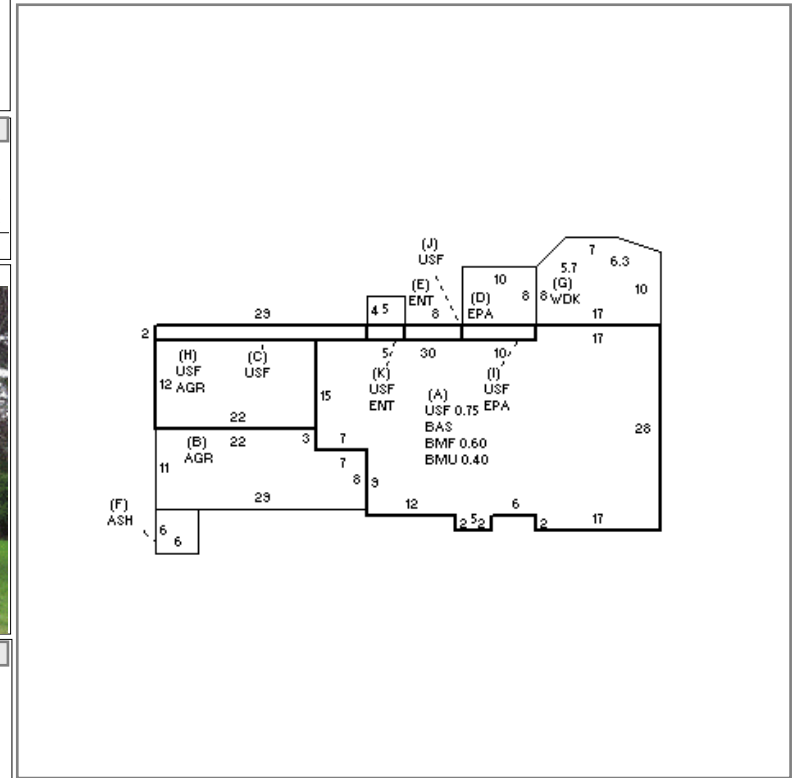 (J)
USF
7
5.7
6.3
(E)
ENT
10
8
8
(G)
WDK
10
(D)
EPA
4 5
8
29
17
2
17
5
30
10
(H)
USF
AGR
(C)
USF
12
(K)
USF
ENT
(I)
USF
EPA
15
(A)
USF 0.75
BAS
BMF 0.60
BMU 0.40
22
28
(B)
AGR
22
3
7
7
11
8
9
29
12
6
17
2
5
2
2
(F)
ASH
6
6